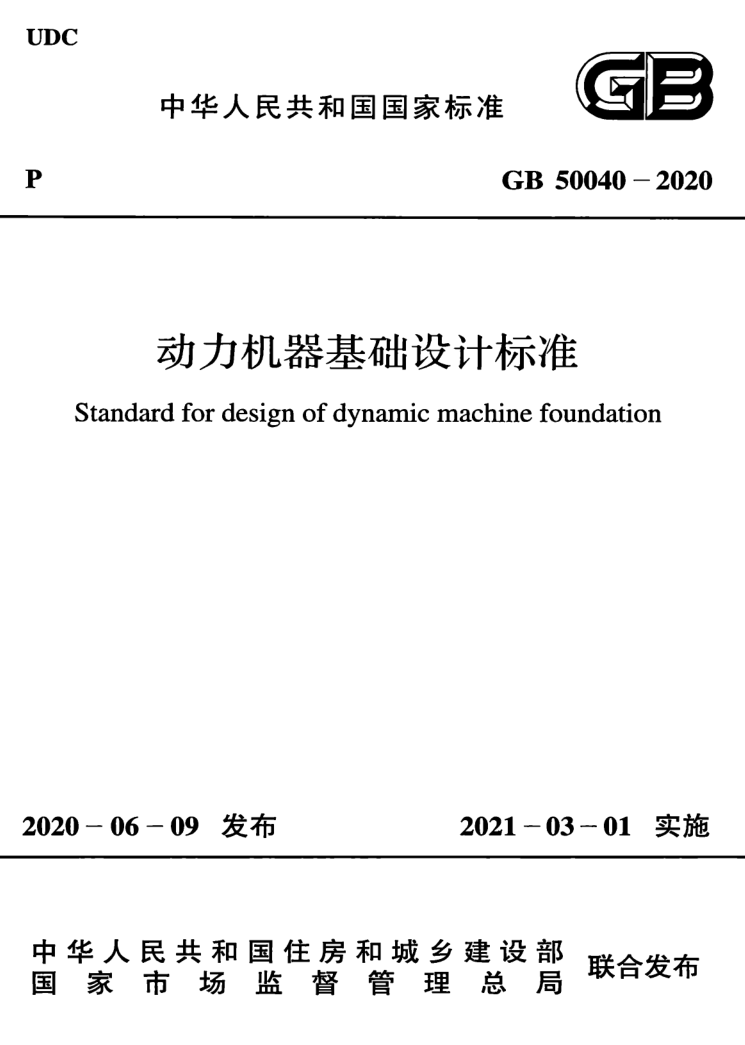 UDC
GB
中华人民共和国国家标准
P
GB 50040－2020
动力机器基础设计标准
Standard for design of dynamic machine foundation
2020－06－09 发布
2021－03－01 实施
中华人民共和国住房和城乡建设部
国家市场监督管理总局
联合发布